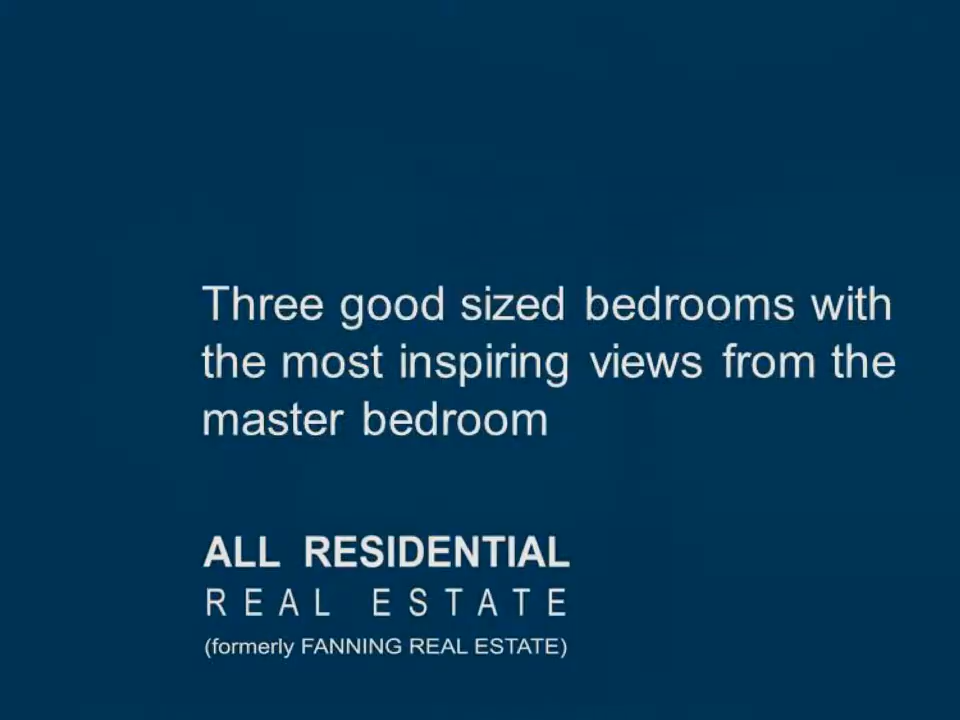 Three good sized bedrooms with
the most inspiring views from the
master bedroom
ALL RESIDENTIAL
REAL ESTATE
(formerly FANNING REAL ESTATE)